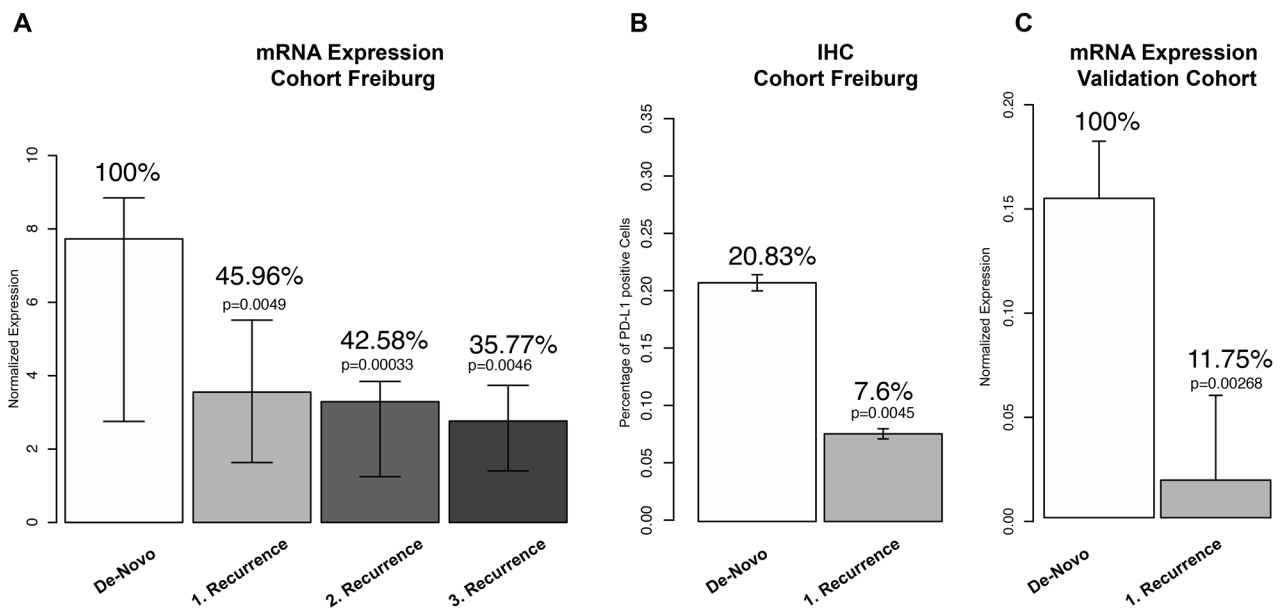 A
mRNA Expression
Cohort Freiburg
Normalized Expression
10
8
6
4
2
0
100%
45.96%
p=0.0049
42.58%
p=0.00033
35.77%
p=0.0046
De-Novo
1. Recurrence
2. Recurrence
3. Recurrence
B
IHC
Cohort Freiburg
Percentage of PD-L1 positive Cells
0.35
0.30
0.25
0.20
0.15
0.10
0.05
0.00
20.83%
7.6%
p=0.0045
De-Novo
1. Recurrence
C
mRNA Expression
Validation Cohort
Normalized Expression
0.20
0.15
0.10
0.05
0.00
100%
11.75%
p=0.00268
De-Novo
1. Recurrence